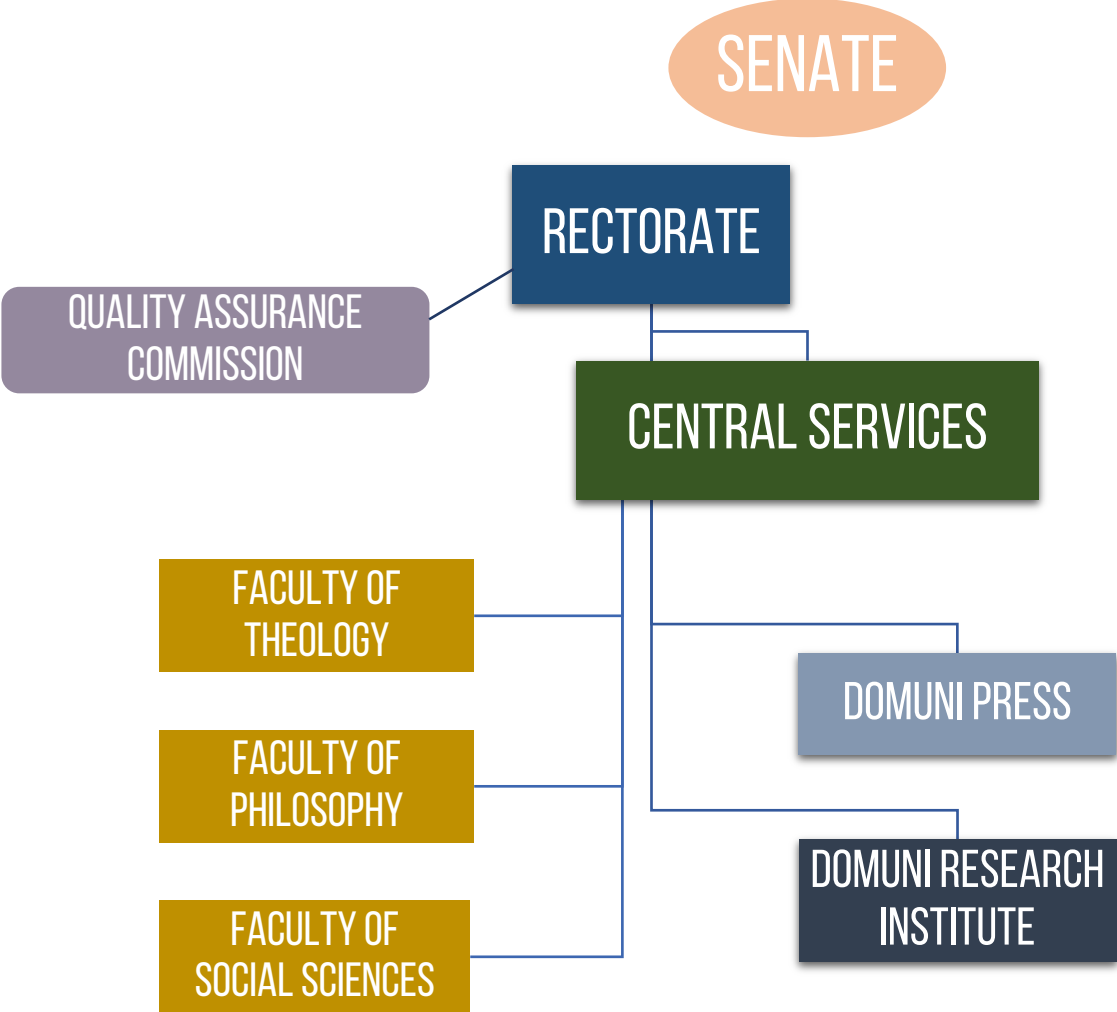 SENATE
RECTORATE
QUALITY ASSURANCE
COMMISSION
CENTRAL SERVICES
FACULTY OF
THEOLOGY
DOMUNI PRESS
FACULTY OF
PHILOSOPHY
DOMUNI RESEARCH
INSTITUTE
FACULTY OF
SOCIAL SCIENCES